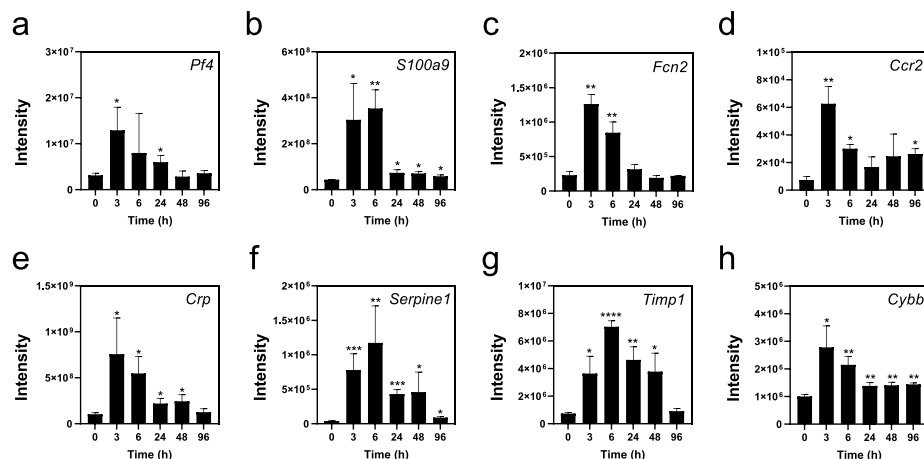 a
Pf4
Intensity
3×10⁷
2×10⁷
1×10⁷
0
* *
0 3 6 24 48 96
Time (h)
b
S100a9
Intensity
6×10⁸
4×10⁸
2×10⁸
0
* ** * * *
0 3 6 24 48 96
Time (h)
c
Fcn2
Intensity
2×10⁶
2×10⁶
1×10⁶
5×10⁵
0
** **
0 3 6 24 48 96
Time (h)
d
Ccr2
Intensity
1×10⁵
8×10⁴
6×10⁴
4×10⁴
2×10⁴
0
** * *
0 3 6 24 48 96
Time (h)
e
Crp
Intensity
1.5×10⁹
1×10⁹
5×10⁸
0
* * * *
0 3 6 24 48 96
Time (h)
f
Serpine1
Intensity
2×10⁶
2×10⁶
1×10⁶
5×10⁵
0
*** ** *** * *
0 3 6 24 48 96
Time (h)
g
Timp1
Intensity
1×10⁷
8×10⁶
6×10⁶
4×10⁶
2×10⁶
0
* **** ** *
0 3 6 24 48 96
Time (h)
h
Cybb
Intensity
5×10⁶
4×10⁶
3×10⁶
2×10⁶
1×10⁶
0
* ** ** ** **
0 3 6 24 48 96
Time (h)